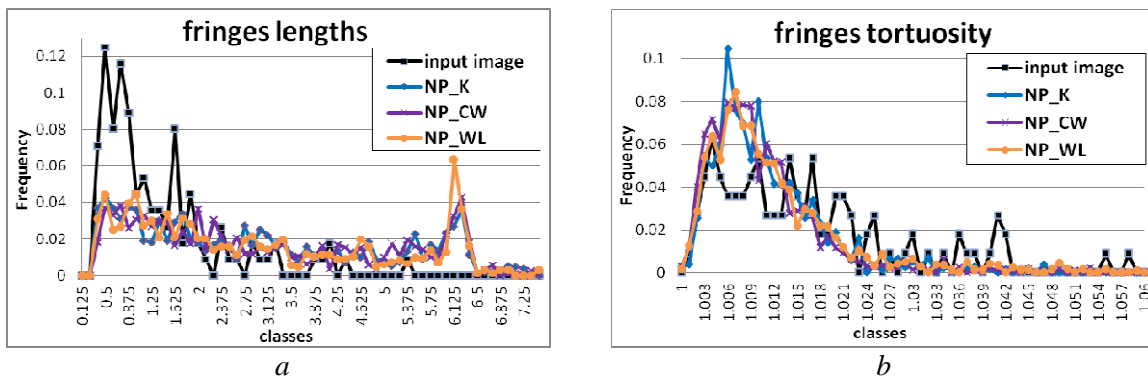 fringes lengths
input image
NP_K
NP_CW
NP_WL
Frequency
0.12
0.1
0.08
0.06
0.04
0.02
0
0.125 0.5 0.875 1.25 1.625 2 2.375 2.75 3.125 3.5 3.875 4.25 4.625 5 5.375 5.75 6.125 6.5 6.875 7.25
classes
a
fringes tortuosity
input image
NP_K
NP_CW
NP_WL
Frequency
0.1
0.08
0.06
0.04
0.02
0
1 1.003 1.006 1.009 1.012 1.015 1.018 1.021 1.024 1.027 1.03 1.033 1.036 1.039 1.042 1.045 1.048 1.051 1.054 1.057 1.06
classes
b